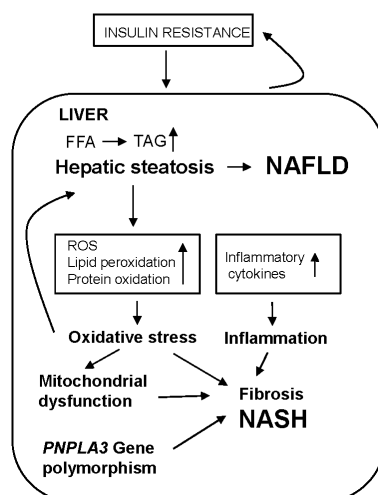 INSULIN RESISTANCE
LIVER
FFA TAG
Hepatic steatosis NAFLD
ROS
Lipid peroxidation
Protein oxidation
Inflammatory
cytokines
Oxidative stress
Inflammation
Mitochondrial
dysfunction
Fibrosis
NASH
PNPLA3 Gene
polymorphism